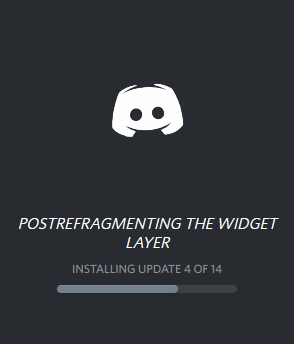 POSTREFRAGMENTING THE WIDGET
LAYER
INSTALLING UPDATE 4 OF 14